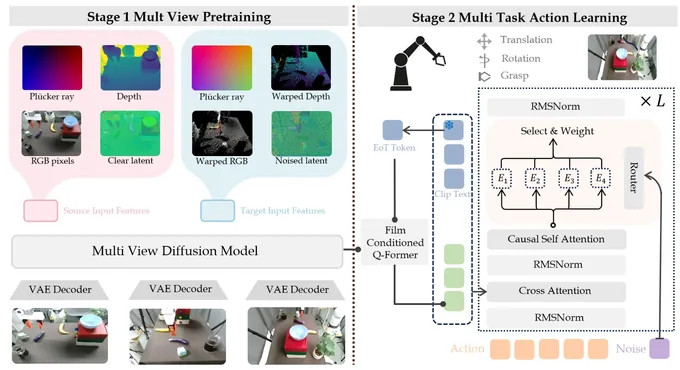 Stage 1 Mult View Pretraining
Plücker ray
Depth
Plücker ray
Warped Depth
RGB pixels
Clear latent
Warped RGB
Noised latent
Source Input Features
Target Input Features
Multi View Diffusion Model
VAE Decoder
VAE Decoder
VAE Decoder
Stage 2 Multi Task Action Learning
Translation
Rotation
Grasp
EoT Token
Clip Text
Film
Conditioned
Q-Former
× L
RMSNorm
Select & Weight
E1
E2
E3
E4
Router
Causal Self Attention
RMSNorm
Cross Attention
RMSNorm
Action
Noise